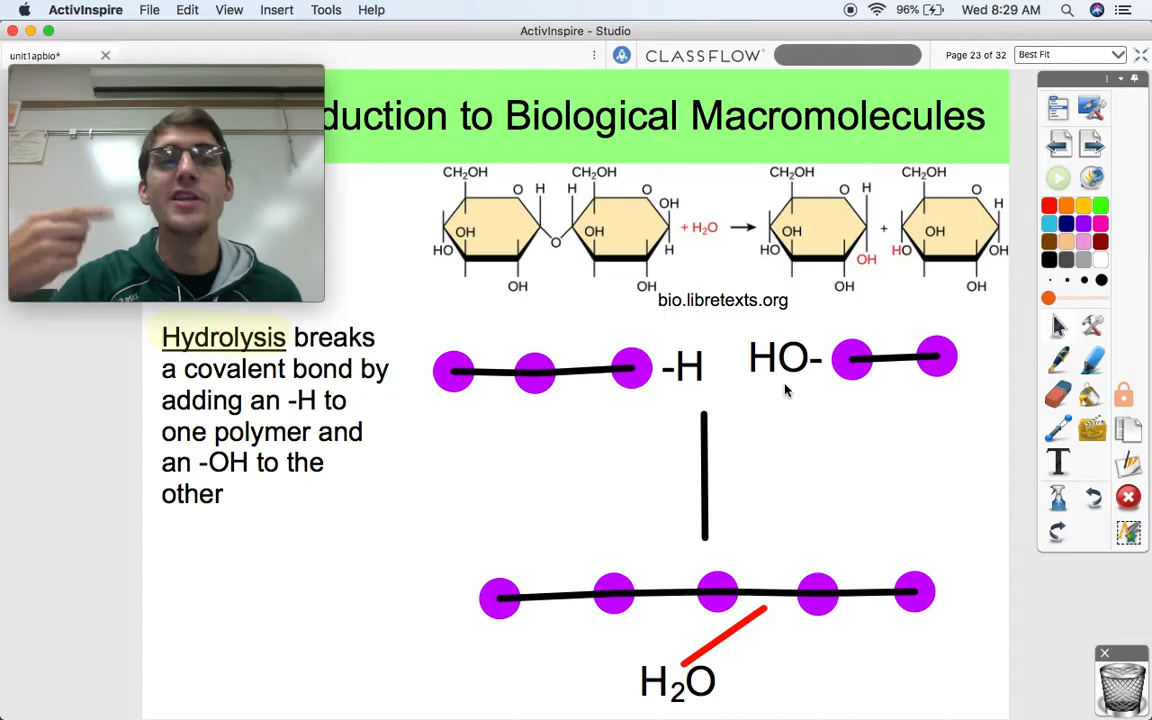 ActivInspire File Edit View Insert Tools Help 96% Wed 8:29 AM
ActivInspire - Studio
unit1apbio* CLASSFLOW Page 23 of 32 Best Fit
duction to Biological Macromolecules
CH₂OH CH₂OH CH₂OH CH₂OH
O H H O O H O
OH H
OH OH + H₂O OH + OH
HO O H HO OH HO OH
OH OH OH OH
bio.libretexts.org
Hydrolysis breaks
a covalent bond by
adding an -H to
one polymer and
an -OH to the
other
-H HO-
H₂O
T